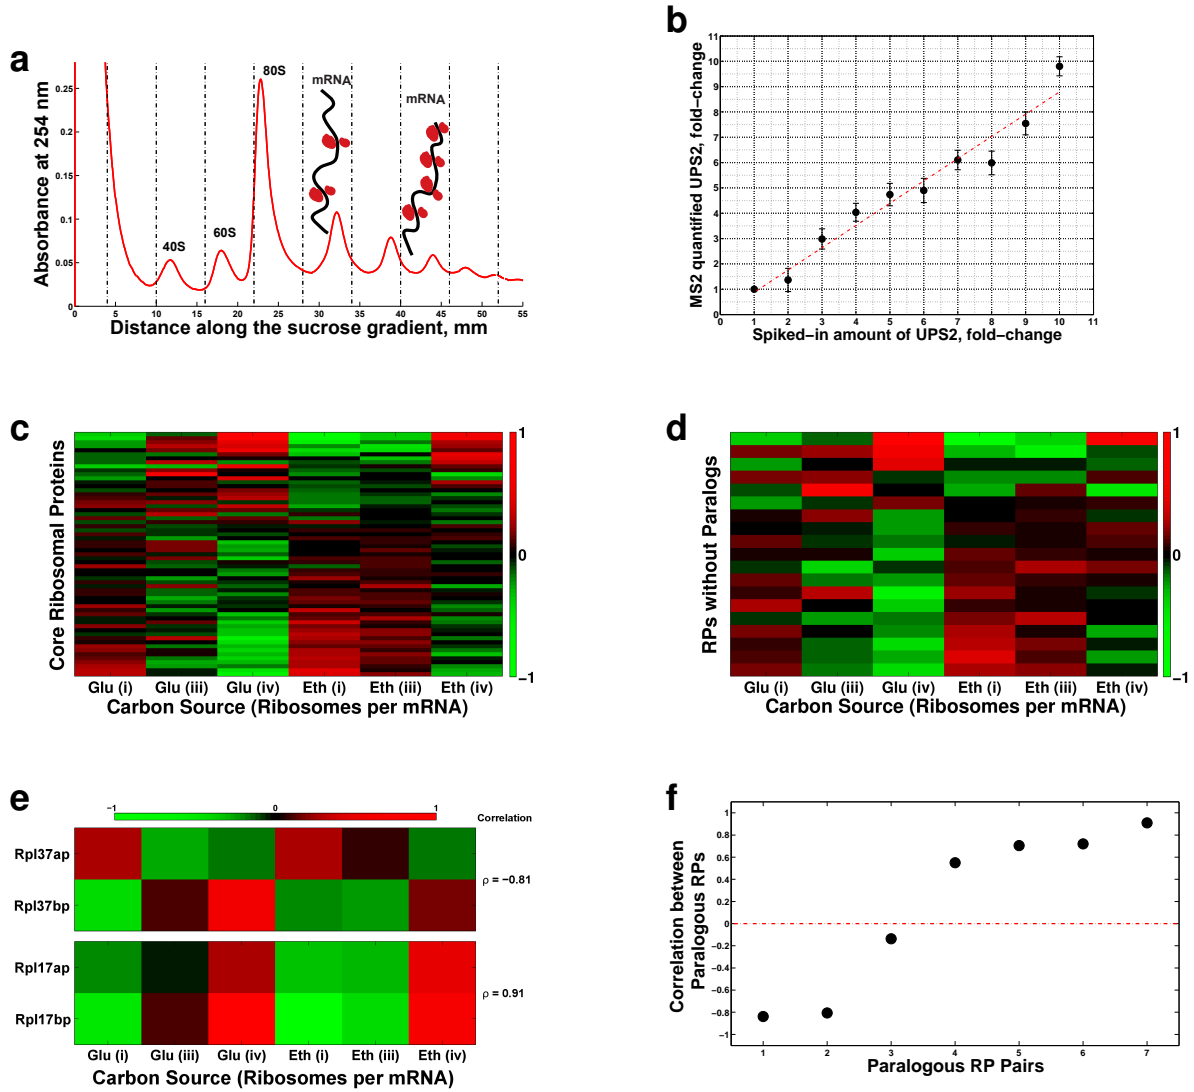 a
Absorbance at 254 nm
0.25
0.2
0.15
0.1
0.05
0
40S
60S
80S
mRNA
mRNA
0 5 10 15 20 25 30 35 40 45 50 55
Distance along the sucrose gradient, mm
b
MS2 quantified UPS2, fold−change
11
10
9
8
7
6
5
4
3
2
1
0
0 1 2 3 4 5 6 7 8 9 10 11
Spiked−in amount of UPS2, fold−change
c
Core Ribosomal Proteins
1
0
−1
Glu (i) Glu (iii) Glu (iv) Eth (i) Eth (iii) Eth (iv)
Carbon Source (Ribosomes per mRNA)
d
RPs without Paralogs
1
0
−1
Glu (i) Glu (iii) Glu (iv) Eth (i) Eth (iii) Eth (iv)
Carbon Source (Ribosomes per mRNA)
e
−1 0 1
Correlation
Rpl37ap
ρ = −0.81
Rpl37bp
Rpl17ap
ρ = 0.91
Rpl17bp
Glu (i) Glu (iii) Glu (iv) Eth (i) Eth (iii) Eth (iv)
Carbon Source (Ribosomes per mRNA)
f
Correlation between
Paralogous RPs
1
0.8
0.6
0.4
0.2
0
−0.2
−0.4
−0.6
−0.8
−1
1 2 3 4 5 6 7
Paralogous RP Pairs